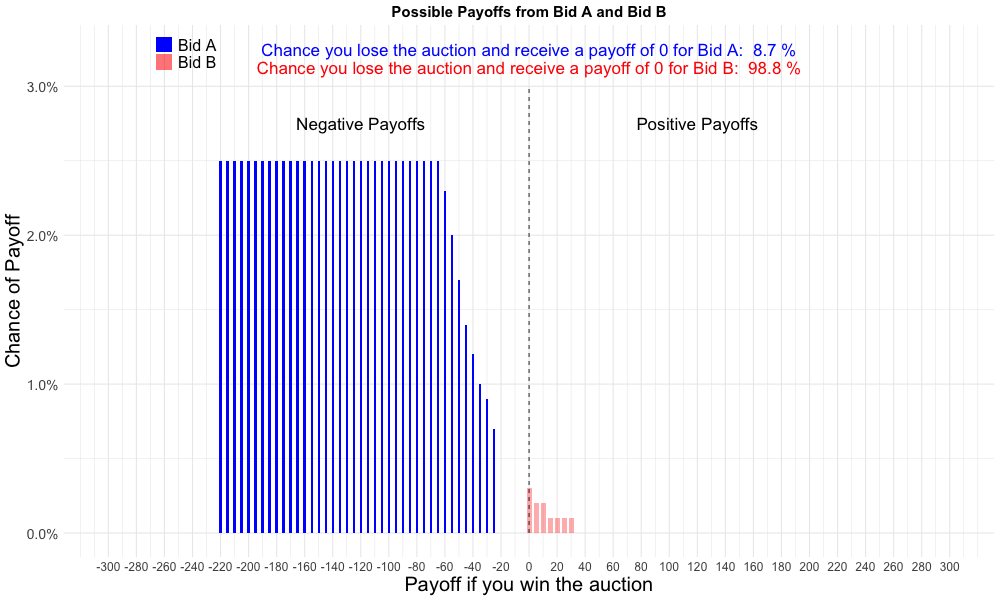 Possible Payoffs from Bid A and Bid B
Bid A
Bid B
Chance you lose the auction and receive a payoff of 0 for Bid A: 8.7 %
Chance you lose the auction and receive a payoff of 0 for Bid B: 98.8 %
Negative Payoffs
Positive Payoffs
Chance of Payoff
3.0%
2.0%
1.0%
0.0%
-300 -280 -260 -240 -220 -200 -180 -160 -140 -120 -100 -80 -60 -40 -20 0 20 40 60 80 100 120 140 160 180 200 220 240 260 280 300
Payoff if you win the auction